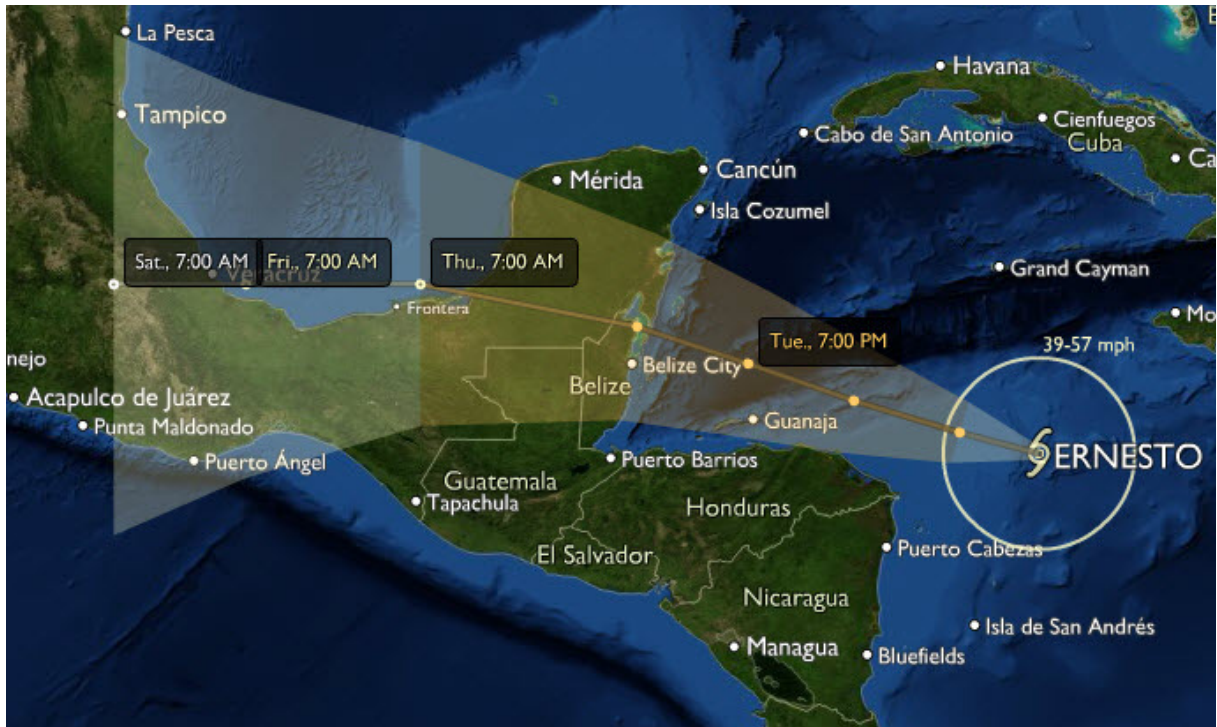 La Pesca
Havana
Tampico
Cienfuegos
Cabo de San Antonio
Cuba
Ca
Cancún
Mérida
Isla Cozumel
Sat., 7:00 AM
Fri., 7:00 AM
Thu., 7:00 AM
Veracruz
Grand Cayman
Frontera
Mo
Tue., 7:00 PM
39-57 mph
nejo
Belize City
Belize
Acapulco de Juárez
Guanaja
Punta Maldonado
ERNESTO
Puerto Ángel
Puerto Barrios
Guatemala
Tapachula
Honduras
Puerto Cabezas
El Salvador
Nicaragua
Isla de San Andrés
Managua
Bluefields